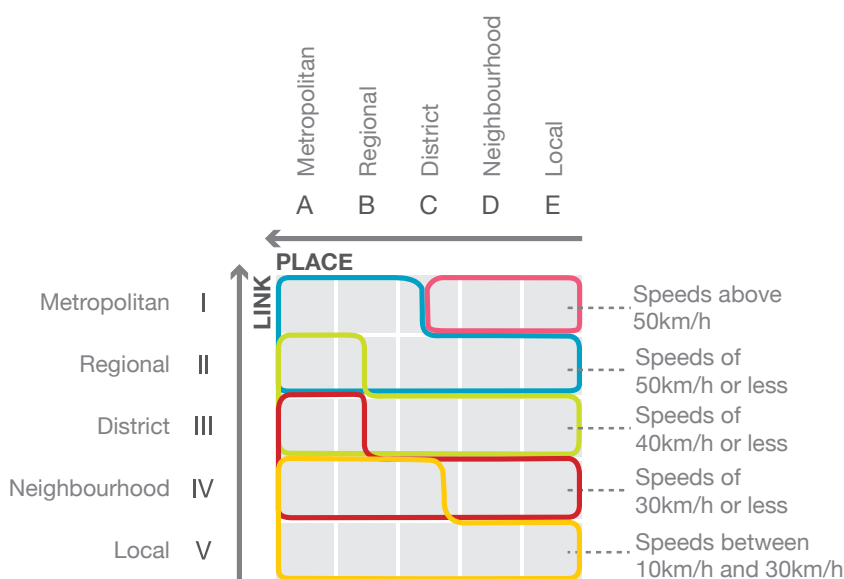 Metropolitan
Regional
District
Neighbourhood
Local
A B C D E
PLACE
LINK
Metropolitan I
Speeds above
50km/h
Regional II
Speeds of
50km/h or less
District III
Speeds of
40km/h or less
Neighbourhood IV
Speeds of
30km/h or less
Local V
Speeds between
10km/h and 30km/h